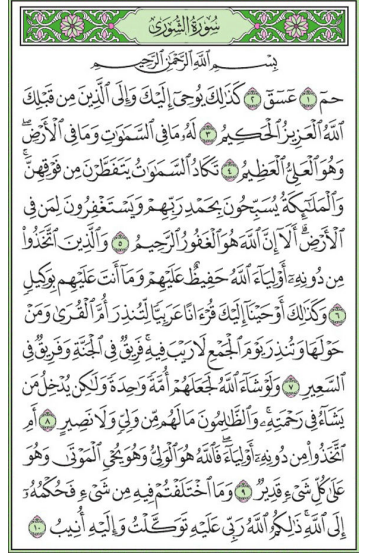 سُورَةُ الشُّورَىٰ
بِسْمِ اللَّهِ الرَّحْمَٰنِ الرَّحِيمِ
حمٓ ١ عٓسٓقٓ ٢ كَذَٰلِكَ يُوحِىٓ إِلَيْكَ وَإِلَى ٱلَّذِينَ مِن قَبْلِكَ
ٱللَّهُ ٱلْعَزِيزُ ٱلْحَكِيمُ ٣ لَهُۥ مَا فِى ٱلسَّمَٰوَٰتِ وَمَا فِى ٱلْأَرْضِ ۖ
وَهُوَ ٱلْعَلِىُّ ٱلْعَظِيمُ ٤ تَكَادُ ٱلسَّمَٰوَٰتُ يَتَفَطَّرْنَ مِن فَوْقِهِنَّ ۚ
وَٱلْمَلَٰٓئِكَةُ يُسَبِّحُونَ بِحَمْدِ رَبِّهِمْ وَيَسْتَغْفِرُونَ لِمَن فِى
ٱلْأَرْضِ ۗ أَلَآ إِنَّ ٱللَّهَ هُوَ ٱلْغَفُورُ ٱلرَّحِيمُ ٥ وَٱلَّذِينَ ٱتَّخَذُوا۟
مِن دُونِهِۦٓ أَوْلِيَآءَ ٱللَّهُ حَفِيظٌ عَلَيْهِمْ وَمَآ أَنتَ عَلَيْهِم بِوَكِيلٍ
٦ وَكَذَٰلِكَ أَوْحَيْنَآ إِلَيْكَ قُرْءَانًا عَرَبِيًّا لِّتُنذِرَ أُمَّ ٱلْقُرَىٰ وَمَنْ
حَوْلَهَا وَتُنذِرَ يَوْمَ ٱلْجَمْعِ لَا رَيْبَ فِيهِ ۚ فَرِيقٌ فِى ٱلْجَنَّةِ وَفَرِيقٌ فِى
ٱلسَّعِيرِ ٧ وَلَوْ شَآءَ ٱللَّهُ لَجَعَلَهُمْ أُمَّةً وَٰحِدَةً وَلَٰكِن يُدْخِلُ مَن
يَشَآءُ فِى رَحْمَتِهِۦ ۚ وَٱلظَّٰلِمُونَ مَا لَهُم مِّن وَلِىٍّ وَلَا نَصِيرٍ ٨ أَمِ
ٱتَّخَذُوا۟ مِن دُونِهِۦٓ أَوْلِيَآءَ ۖ فَٱللَّهُ هُوَ ٱلْوَلِىُّ وَهُوَ يُحْىِ ٱلْمَوْتَىٰ وَهُوَ
عَلَىٰ كُلِّ شَىْءٍ قَدِيرٌ ٩ وَمَا ٱخْتَلَفْتُمْ فِيهِ مِن شَىْءٍ فَحُكْمُهُۥٓ
إِلَى ٱللَّهِ ۚ ذَٰلِكُمُ ٱللَّهُ رَبِّى عَلَيْهِ تَوَكَّلْتُ وَإِلَيْهِ أُنِيبُ ١٠